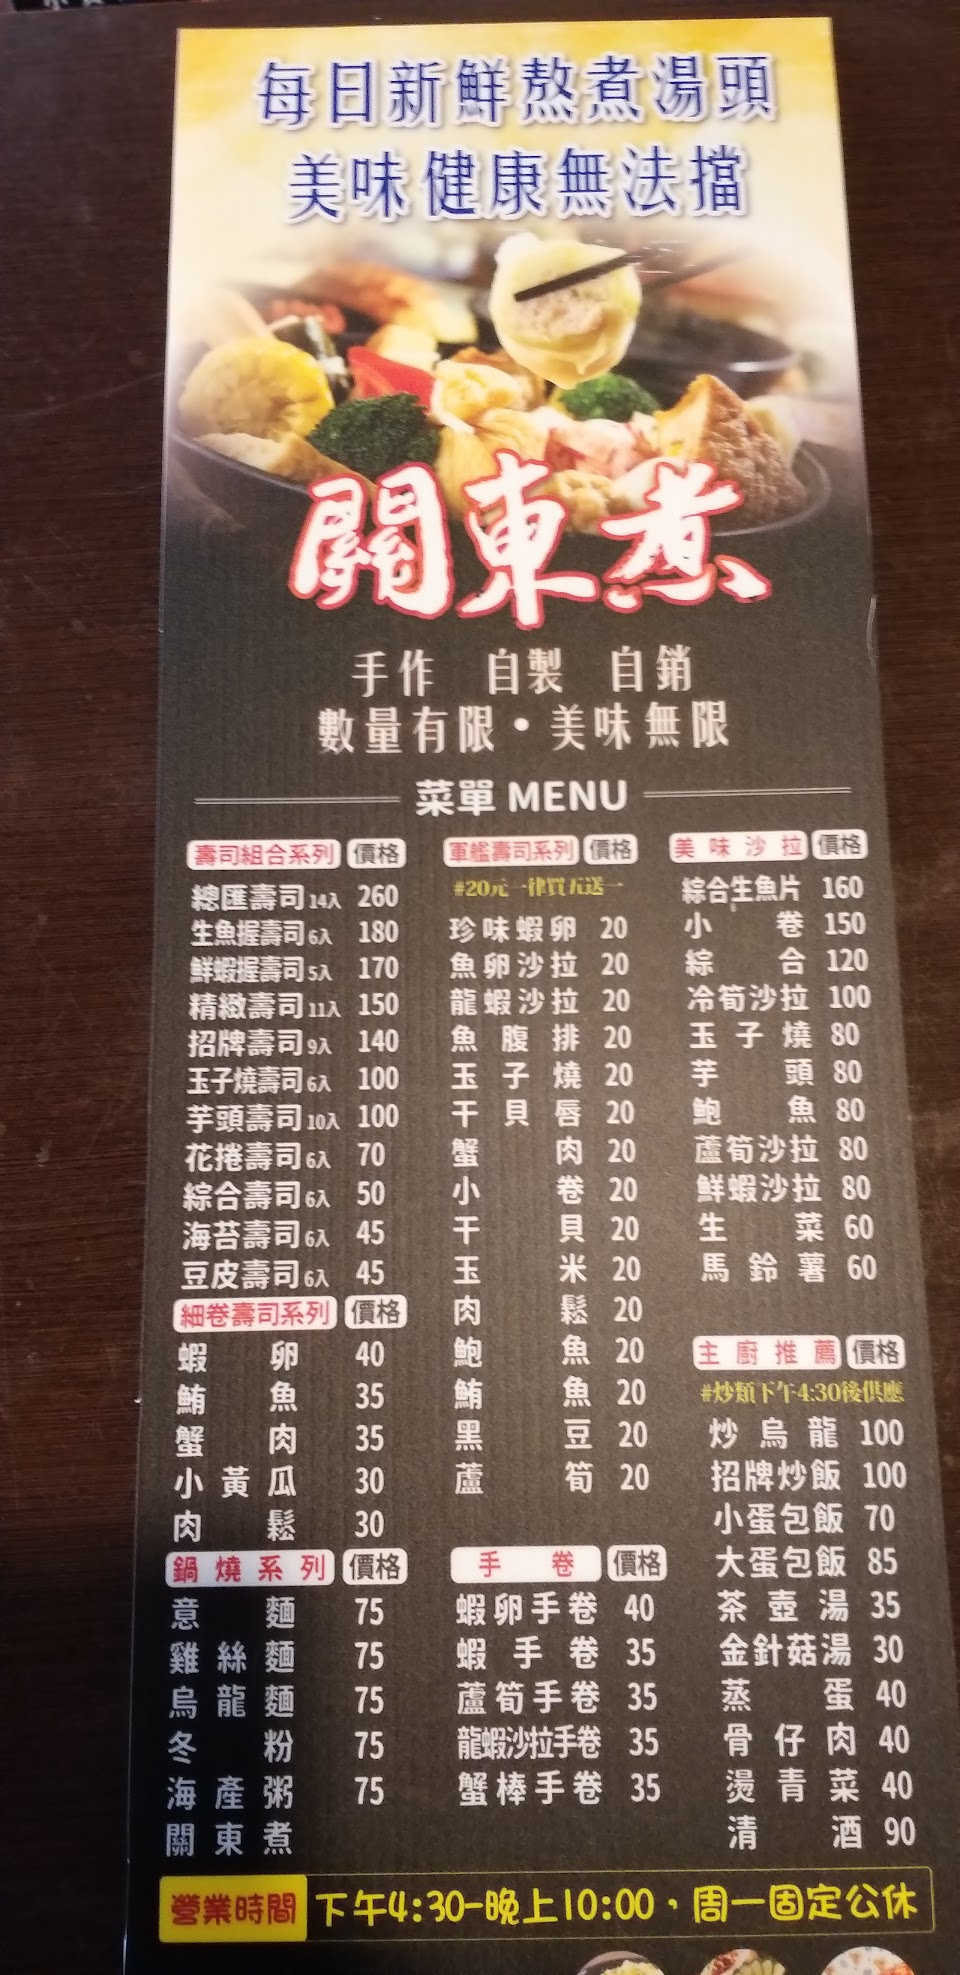 每日新鮮熬煮湯頭
美味健康無法擋
關東煮
手作 自製 自銷
數量有限・美味無限
菜單 MENU
壽司組合系列 價格
總匯壽司14入 260
生魚握壽司6入 180
鮮蝦握壽司5入 170
精緻壽司11入 150
招牌壽司9入 140
玉子燒壽司6入 100
芋頭壽司10入 100
花捲壽司6入 70
綜合壽司6入 50
海苔壽司6入 45
豆皮壽司6入 45
細卷壽司系列 價格
蝦卵 40
鮪魚 35
蟹肉 35
小黃瓜 30
肉鬆 30
鍋燒系列 價格
意麵 75
雞絲麵 75
烏龍麵 75
冬粉 75
海產粥 75
關東煮
軍艦壽司系列 價格
#20元一律買五送一
珍味蝦卵 20
魚卵沙拉 20
龍蝦沙拉 20
魚腹排 20
玉子燒 20
干貝唇 20
蟹肉 20
小卷 20
干貝 20
玉米 20
肉鬆 20
鮑魚 20
鮪魚 20
黑豆 20
蘆筍 20
手卷 價格
蝦卵手卷 40
蝦手卷 35
蘆筍手卷 35
龍蝦沙拉手卷 35
蟹棒手卷 35
美味沙拉 價格
綜合生魚片 160
小卷 150
綜合 120
冷筍沙拉 100
玉子燒 80
芋頭 80
鮑魚 80
蘆筍沙拉 80
鮮蝦沙拉 80
生菜 60
馬鈴薯 60
主廚推薦 價格
#炒類下午4:30後供應
炒烏龍 100
招牌炒飯 100
小蛋包飯 70
大蛋包飯 85
茶壺湯 35
金針菇湯 30
蒸蛋 40
骨仔肉 40
燙青菜 40
清酒 90
營業時間 下午4:30-晚上10:00，周一固定公休